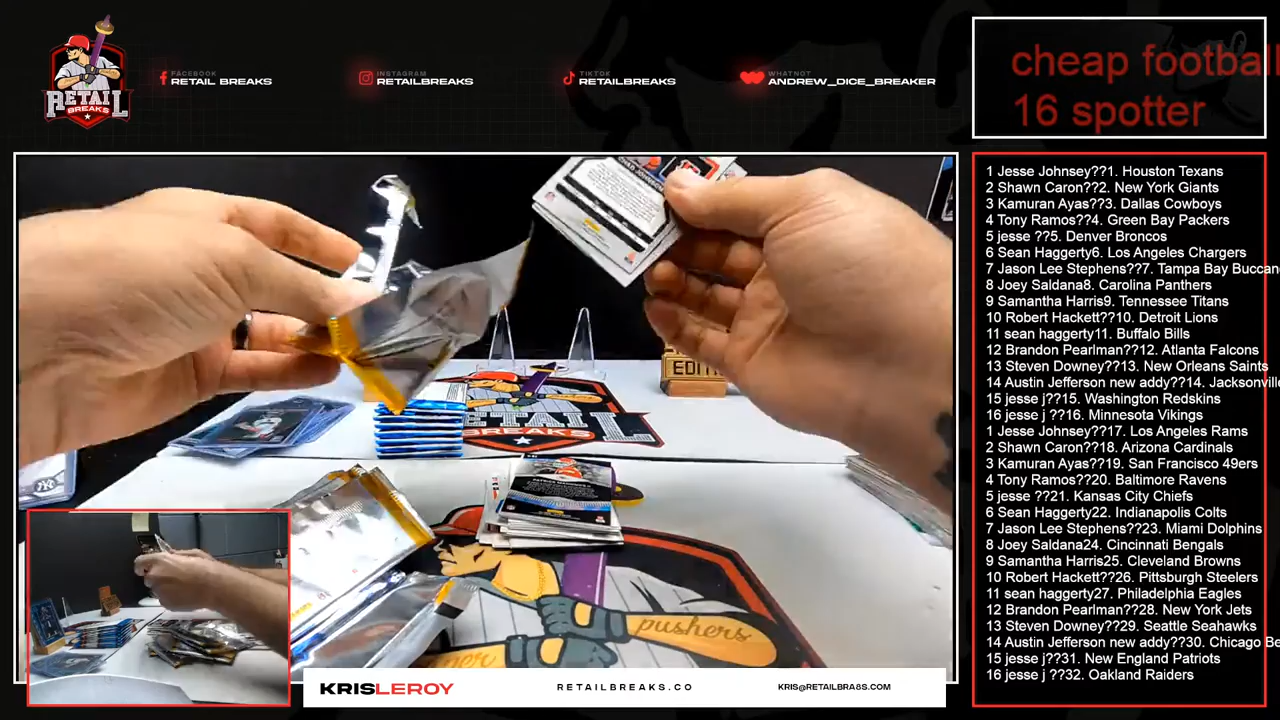 RETAIL
BREAKS
FACEBOOK
RETAIL BREAKS
INSTAGRAM
RETAILBREAKS
TIKTOK
RETAILBREAKS
WHATNOT
ANDREW_DICE_BREAKER
cheap football
16 spotter
1 Jesse Johnsey??1. Houston Texans
2 Shawn Caron??2. New York Giants
3 Kamuran Ayas??3. Dallas Cowboys
4 Tony Ramos??4. Green Bay Packers
5 jesse ??5. Denver Broncos
6 Sean Haggerty6. Los Angeles Chargers
7 Jason Lee Stephens??7. Tampa Bay Buccan
8 Joey Saldana8. Carolina Panthers
9 Samantha Harris9. Tennessee Titans
10 Robert Hackett??10. Detroit Lions
11 sean haggerty11. Buffalo Bills
12 Brandon Pearlman??12. Atlanta Falcons
13 Steven Downey??13. New Orleans Saints
14 Austin Jefferson new addy??14. Jacksonville
15 jesse j??15. Washington Redskins
16 jesse j ??16. Minnesota Vikings
1 Jesse Johnsey??17. Los Angeles Rams
2 Shawn Caron??18. Arizona Cardinals
3 Kamuran Ayas??19. San Francisco 49ers
4 Tony Ramos??20. Baltimore Ravens
5 jesse ??21. Kansas City Chiefs
6 Sean Haggerty22. Indianapolis Colts
7 Jason Lee Stephens??23. Miami Dolphins
8 Joey Saldana24. Cincinnati Bengals
9 Samantha Harris25. Cleveland Browns
10 Robert Hackett??26. Pittsburgh Steelers
11 sean haggerty27. Philadelphia Eagles
12 Brandon Pearlman??28. New York Jets
13 Steven Downey??29. Seattle Seahawks
14 Austin Jefferson new addy??30. Chicago Be
15 jesse j??31. New England Patriots
16 jesse j ??32. Oakland Raiders
EDITI
ETAIL
BREAKS
PATRICK MAHOMES II
pushers
KRISLEROY
RETAILBREAKS.CO
KRIS@RETAILBRA8S.COM